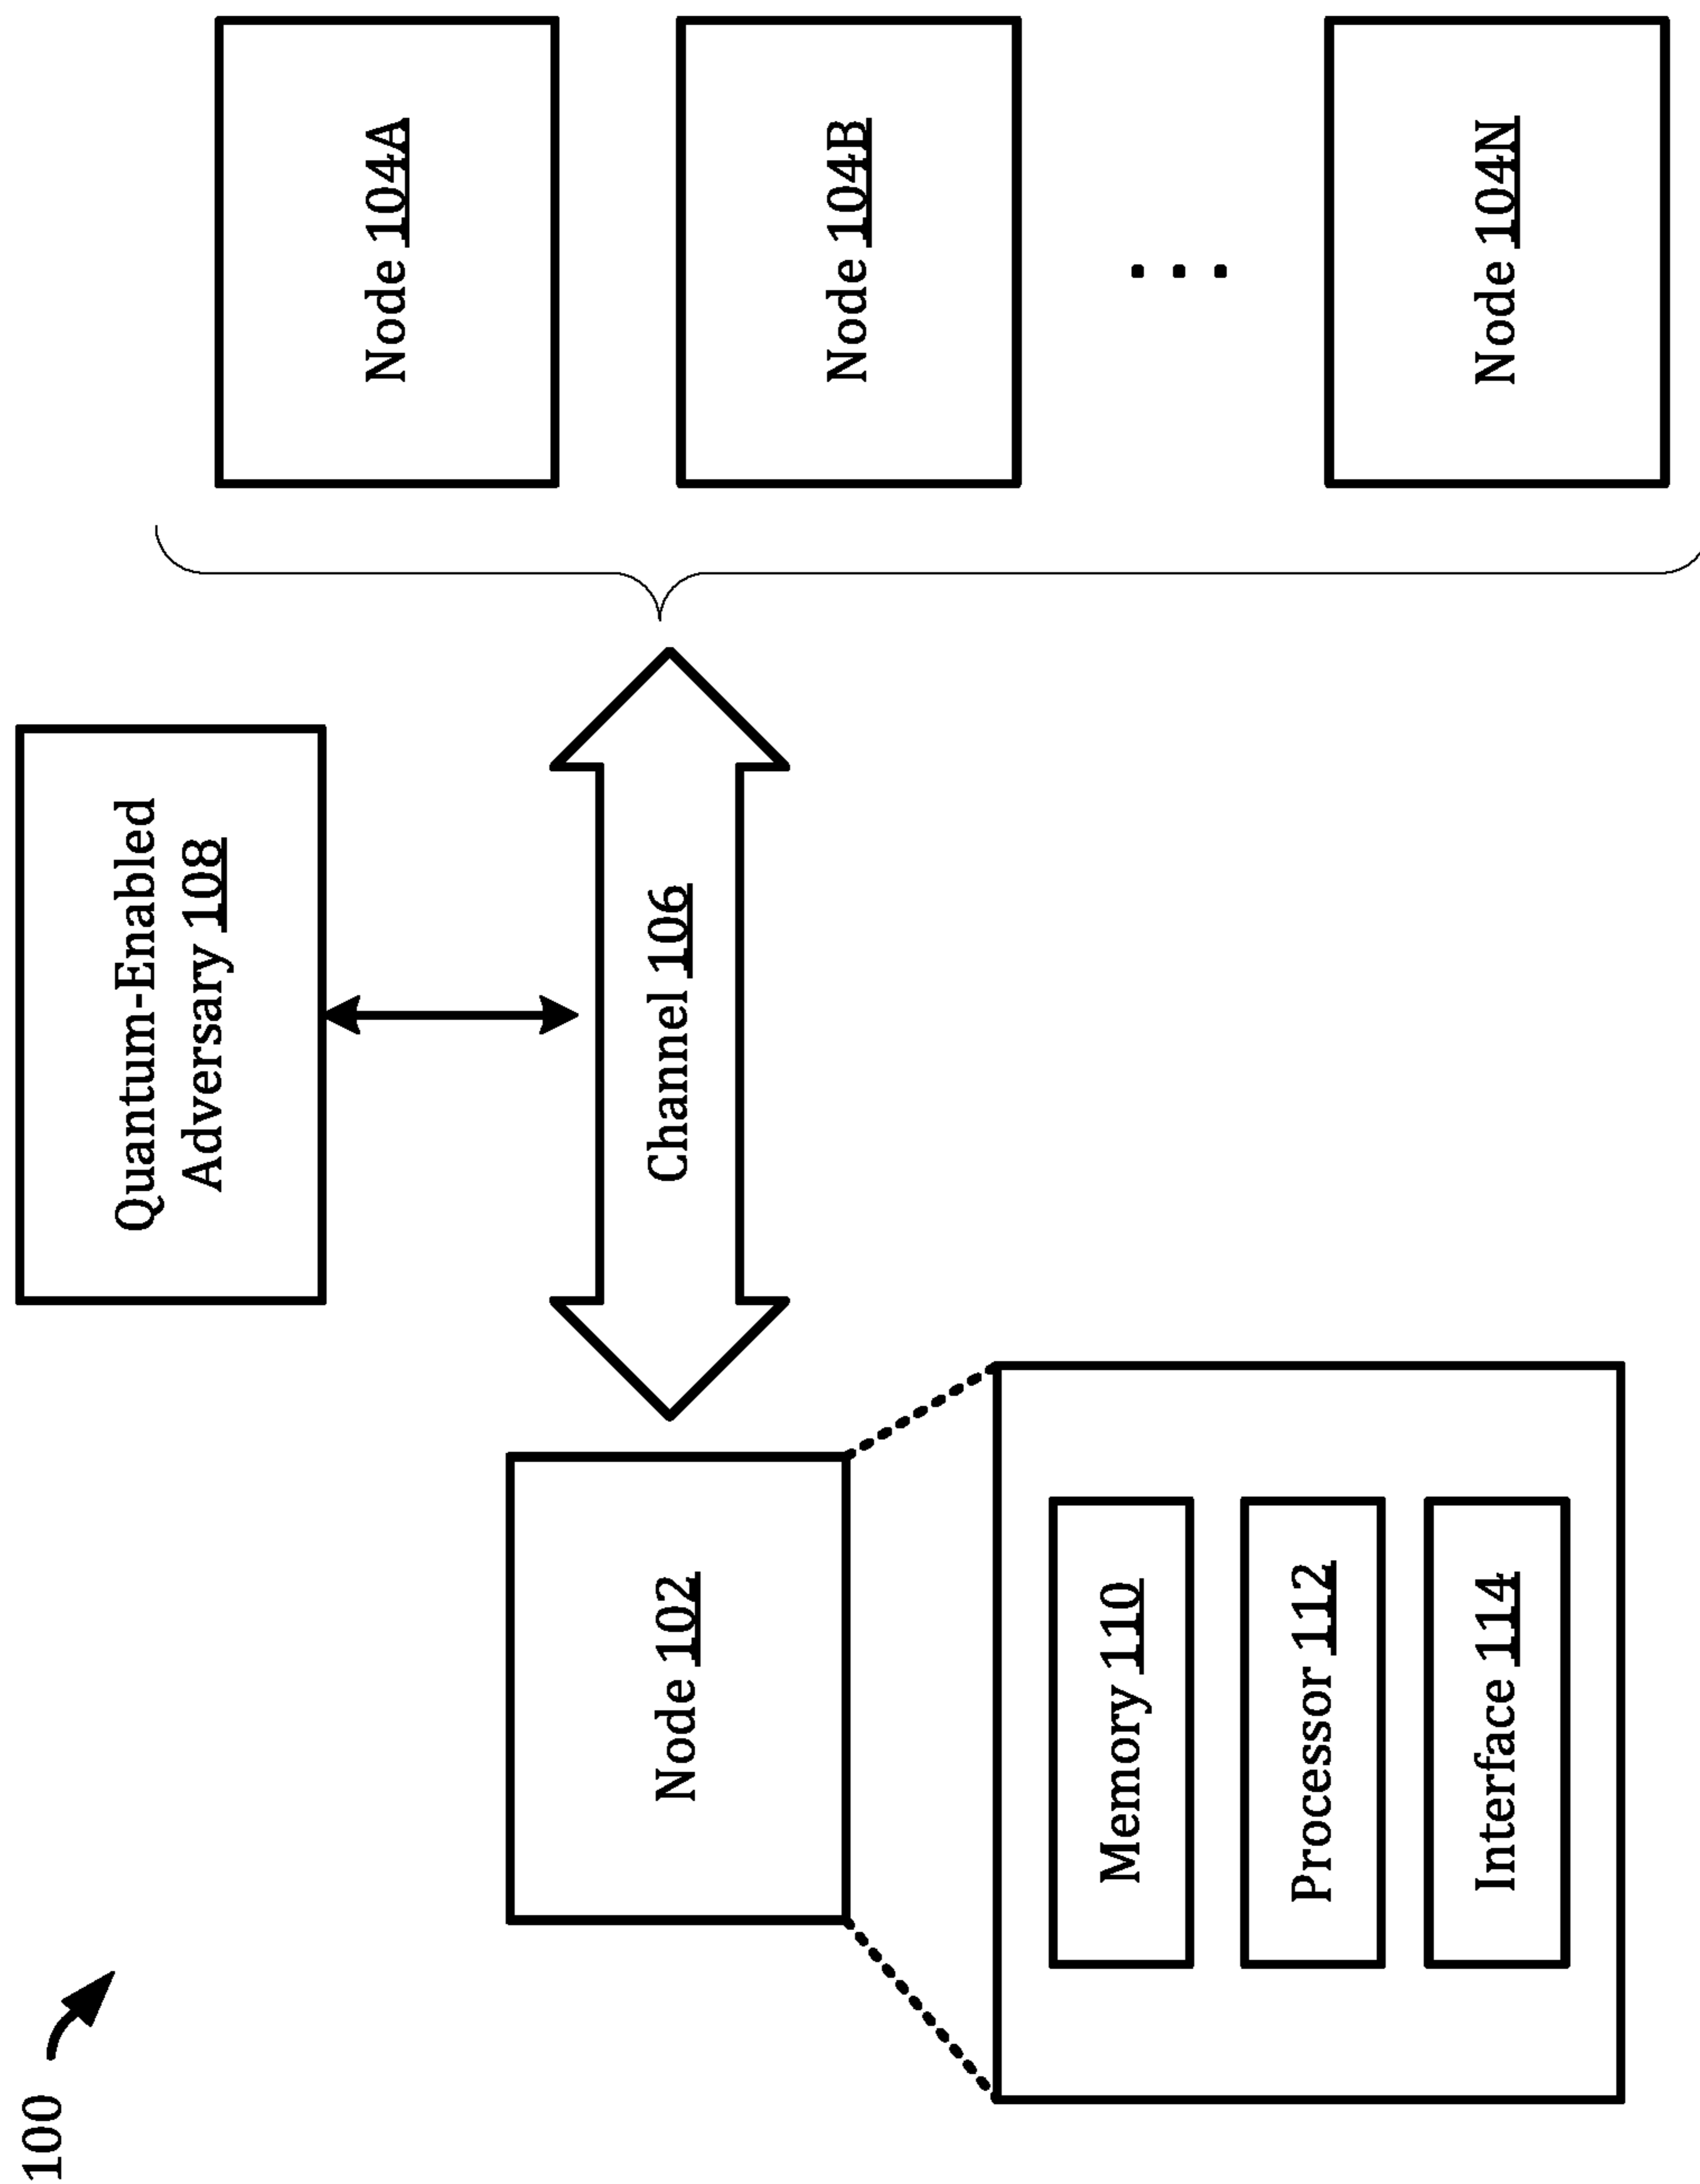 100
Quantum-Enabled
Adversary 108
Node 102
Channel 106
Node 104A
Node 104B
...
Node 104N
Memory 110
Processor 112
Interface 114